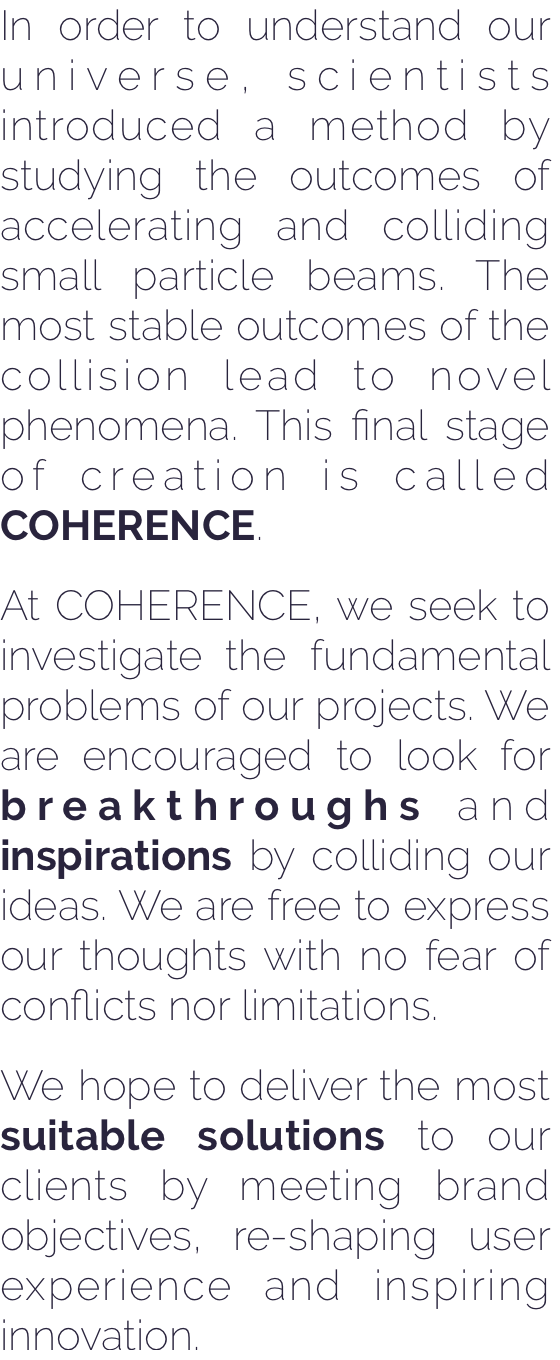 In order to understand our
universe, scientists
introduced a method by
studying the outcomes of
accelerating and colliding
small particle beams. The
most stable outcomes of the
collision lead to novel
phenomena. This final stage
of creation is called
COHERENCE.
At COHERENCE, we seek to
investigate the fundamental
problems of our projects. We
are encouraged to look for
breakthroughs and
inspirations by colliding our
ideas. We are free to express
our thoughts with no fear of
conflicts nor limitations.
We hope to deliver the most
suitable solutions to our
clients by meeting brand
objectives, re-shaping user
experience and inspiring
innovation.